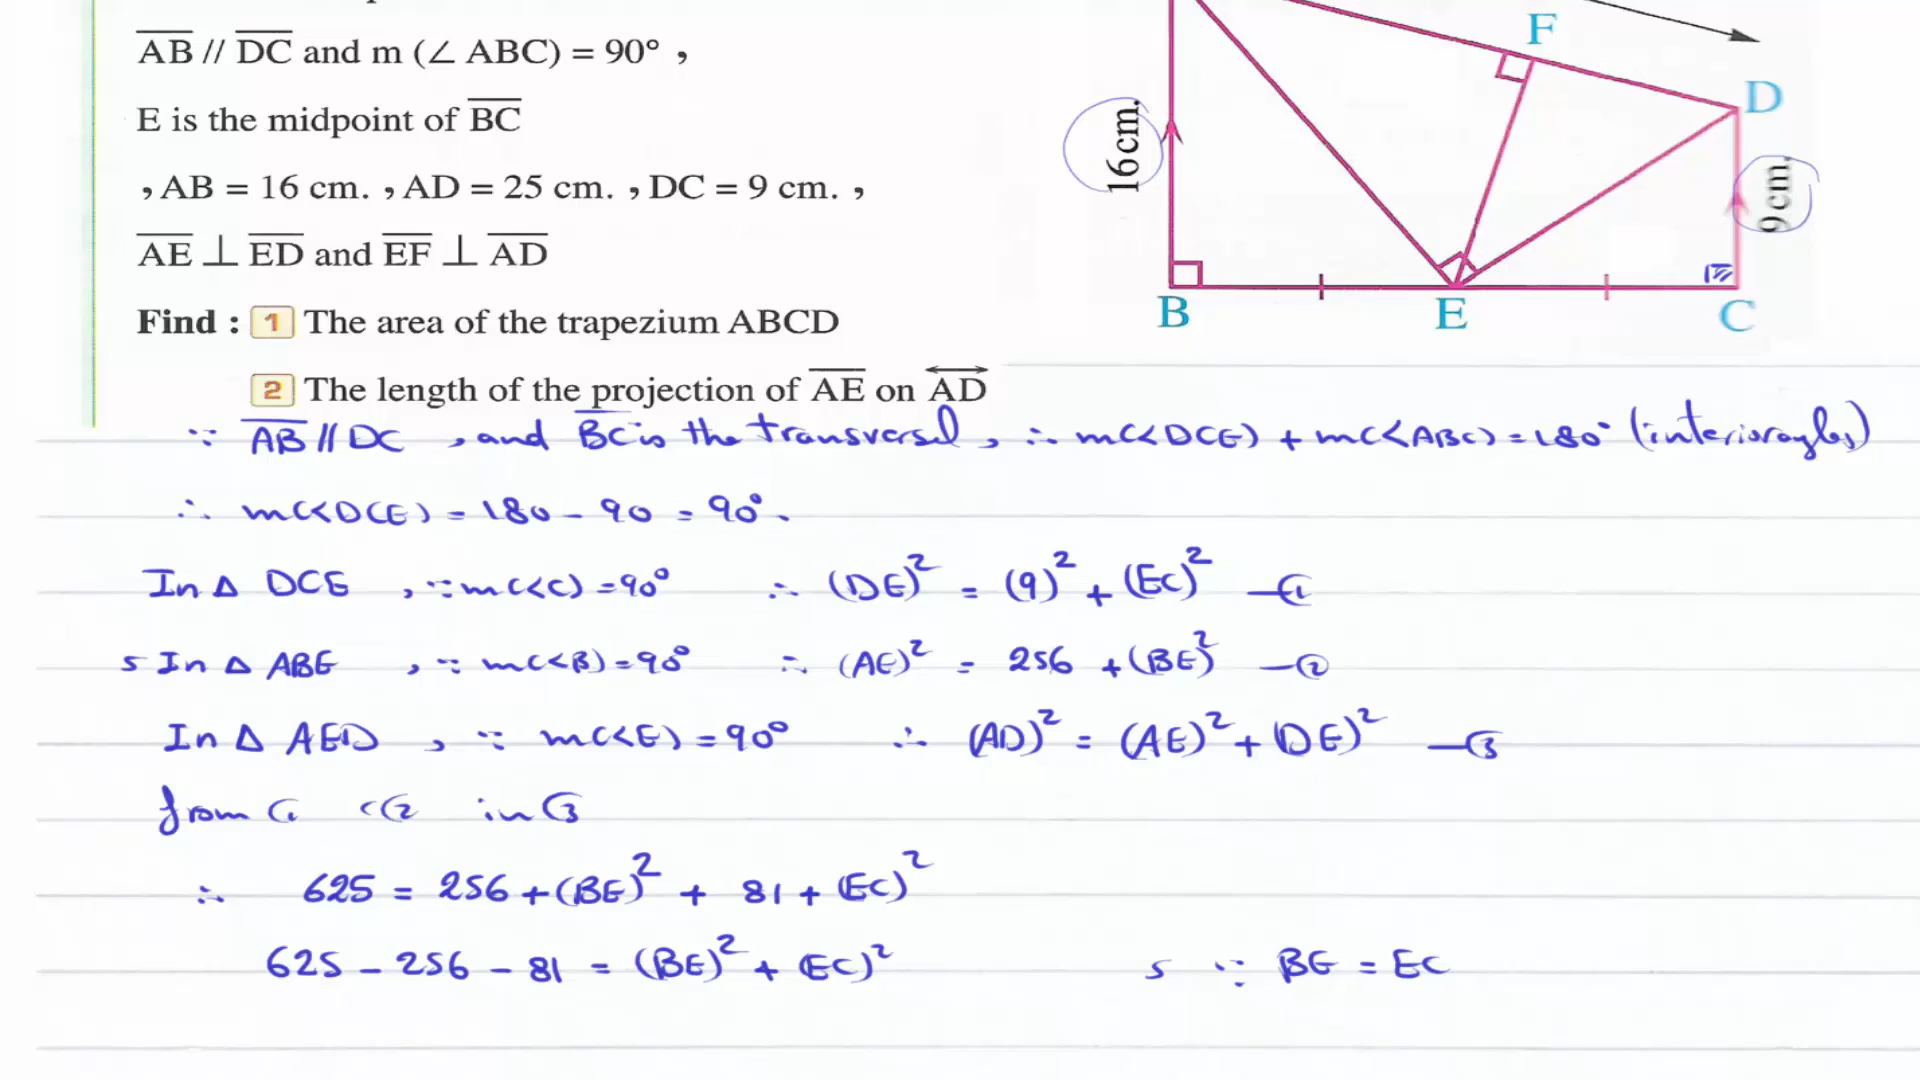 AB // DC and m (∠ ABC) = 90° ,
E is the midpoint of BC
, AB = 16 cm. , AD = 25 cm. , DC = 9 cm. ,
AE ⊥ ED and EF ⊥ AD
Find : 1 The area of the trapezium ABCD
2 The length of the projection of AE on AD
F
D
16cm.
9cm.
B
E
C
∵ AB // DC , and BC is the transversal , ∴ m(<DCE) + m(<ABC) = 180° (interior angles)
∴ m(<DCE) = 180 - 90 = 90°.
In Δ DCE , ∵ m(<C) = 90° ∴ (DE)² = (9)² + (EC)² —①
, In Δ ABE , ∵ m(<B) = 90° ∴ (AE)² = 256 + (BE)² —②
In Δ AED , ∵ m(<E) = 90° ∴ (AD)² = (AE)² + (DE)² —③
from ① , ② in ③
∴ 625 = 256 + (BE)² + 81 + (EC)²
625 - 256 - 81 = (BE)² + (EC)² , ∵ BE = EC